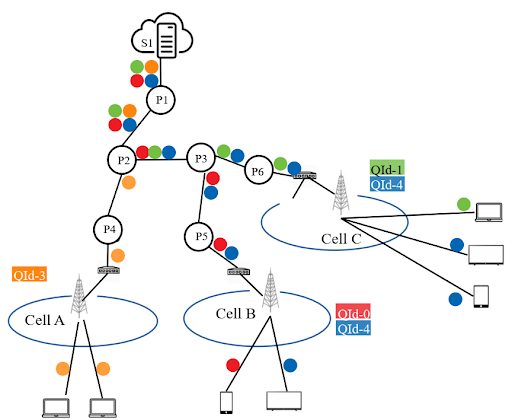 S1
P1
P2
P3
P6
QId-1
QId-4
P4
P5
Cell C
QId-3
Cell A
Cell B
QId-0
QId-4